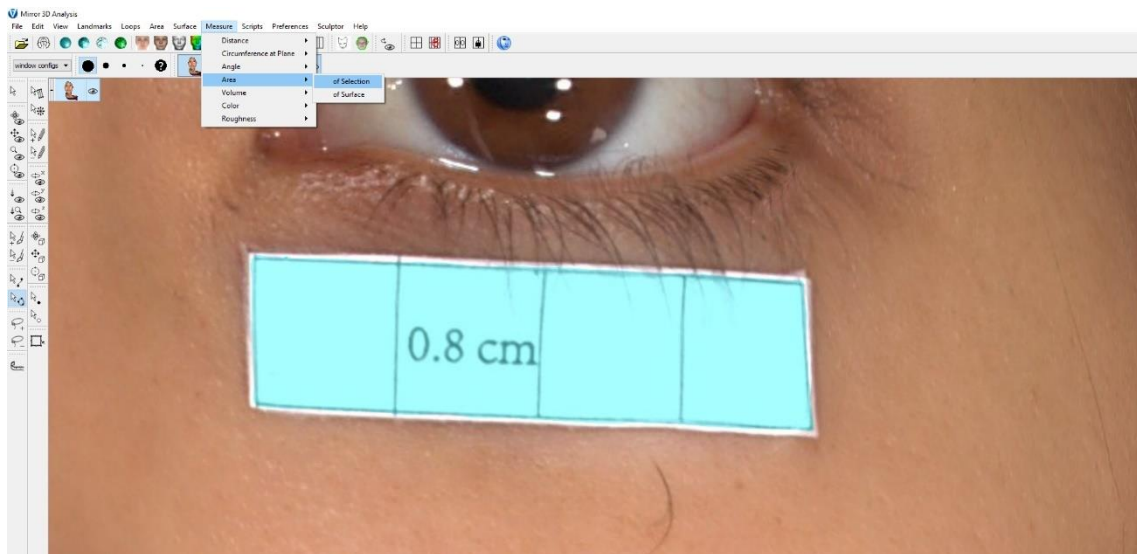 Mirror 3D Analysis
File Edit View Landmarks Loops Area Surface Measure Scripts Preferences Sculptor Help
window configs
Distance
Circumference at Plane
Angle
Area
of Selection
Volume
of Surface
Color
Roughness
0.8 cm